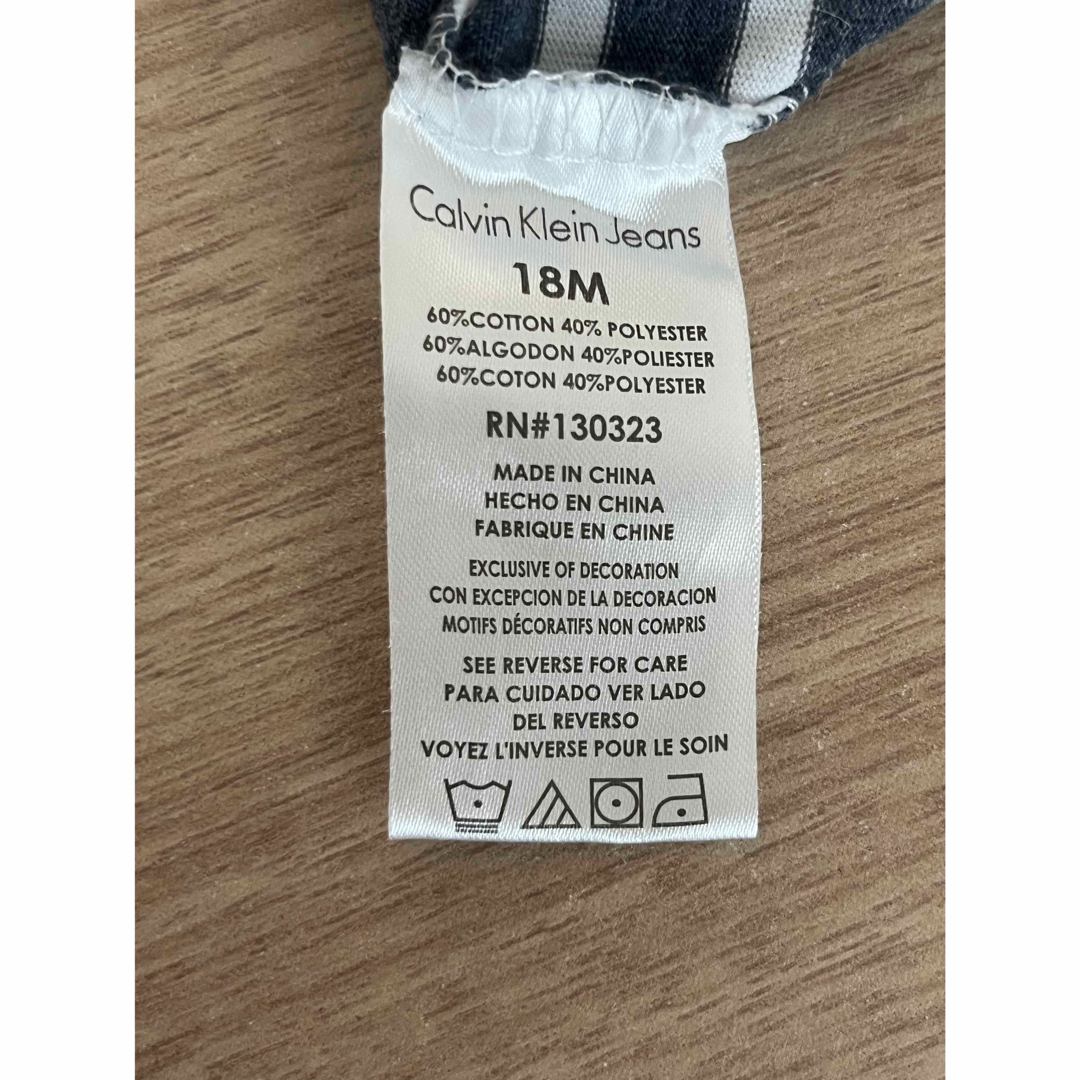 Calvin Klein Jeans
18M
60%COTTON 40% POLYESTER
60%ALGODON 40%POLIESTER
60%COTON 40%POLYESTER
RN#130323
MADE IN CHINA
HECHO EN CHINA
FABRIQUE EN CHINE
EXCLUSIVE OF DECORATION
CON EXCEPCION DE LA DECORACION
MOTIFS DÉCORATIFS NON COMPRIS
SEE REVERSE FOR CARE
PARA CUIDADO VER LADO
DEL REVERSO
VOYEZ L'INVERSE POUR LE SOIN